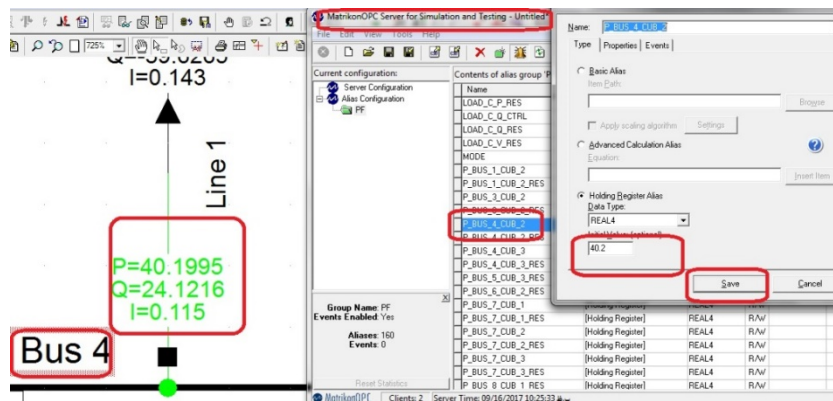 I=0.143
Line 1
P=40.1995
Q=24.1216
I=0.115
Bus 4
725%
MatrikonOPC Server for Simulation and Testing - Untitled*
File Edit View Tools Help
Current configuration:
Server Configuration
Alias Configuration
PF
Group Name: PF
Events Enabled: Yes
Aliases: 160
Events: 0
Reset Statistics
Contents of alias group 'P
Name
LOAD_C_P_RES
LOAD_C_Q_CTRL
LOAD_C_Q_RES
LOAD_C_V_RES
MODE
P_BUS_1_CUB_2
P_BUS_1_CUB_2_RES
P_BUS_3_CUB_2
P_BUS_4_CUB_2
P_BUS_4_CUB_2_RES
P_BUS_4_CUB_3
P_BUS_4_CUB_3_RES
P_BUS_5_CUB_3_RES
P_BUS_6_CUB_2_RES
P_BUS_7_CUB_1 [Holding Register] REAL4 R/W
P_BUS_7_CUB_1_RES [Holding Register] REAL4 R/W
P_BUS_7_CUB_2 [Holding Register] REAL4 R/W
P_BUS_7_CUB_2_RES [Holding Register] REAL4 R/W
P_BUS_7_CUB_3 [Holding Register] REAL4 R/W
P_BUS_7_CUB_3_RES [Holding Register] REAL4 R/W
P_BUS_8_CUB_1_RES [Holding Register] REAL4 R/W
MatrikonOPC Clients: 2 Server Time: 09/16/2017 10:25:33
Name: P_BUS_4_CUB_2
Type Properties Events
Basic Alias
Item Path:
Browse
Apply scaling algorithm Settings
Advanced Calculation Alias
Equation:
Insert Item
Holding Register Alias
Data Type:
REAL4
Initial Value: (optional)
40.2
Save Cancel